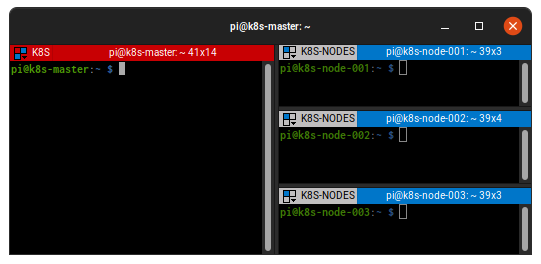 pi@k8s-master: ~
K8S pi@k8s-master: ~ 41x14
pi@k8s-master:~ $
K8S-NODES pi@k8s-node-001: ~ 39x3
pi@k8s-node-001:~ $
K8S-NODES pi@k8s-node-002: ~ 39x4
pi@k8s-node-002:~ $
K8S-NODES pi@k8s-node-003: ~ 39x3
pi@k8s-node-003:~ $